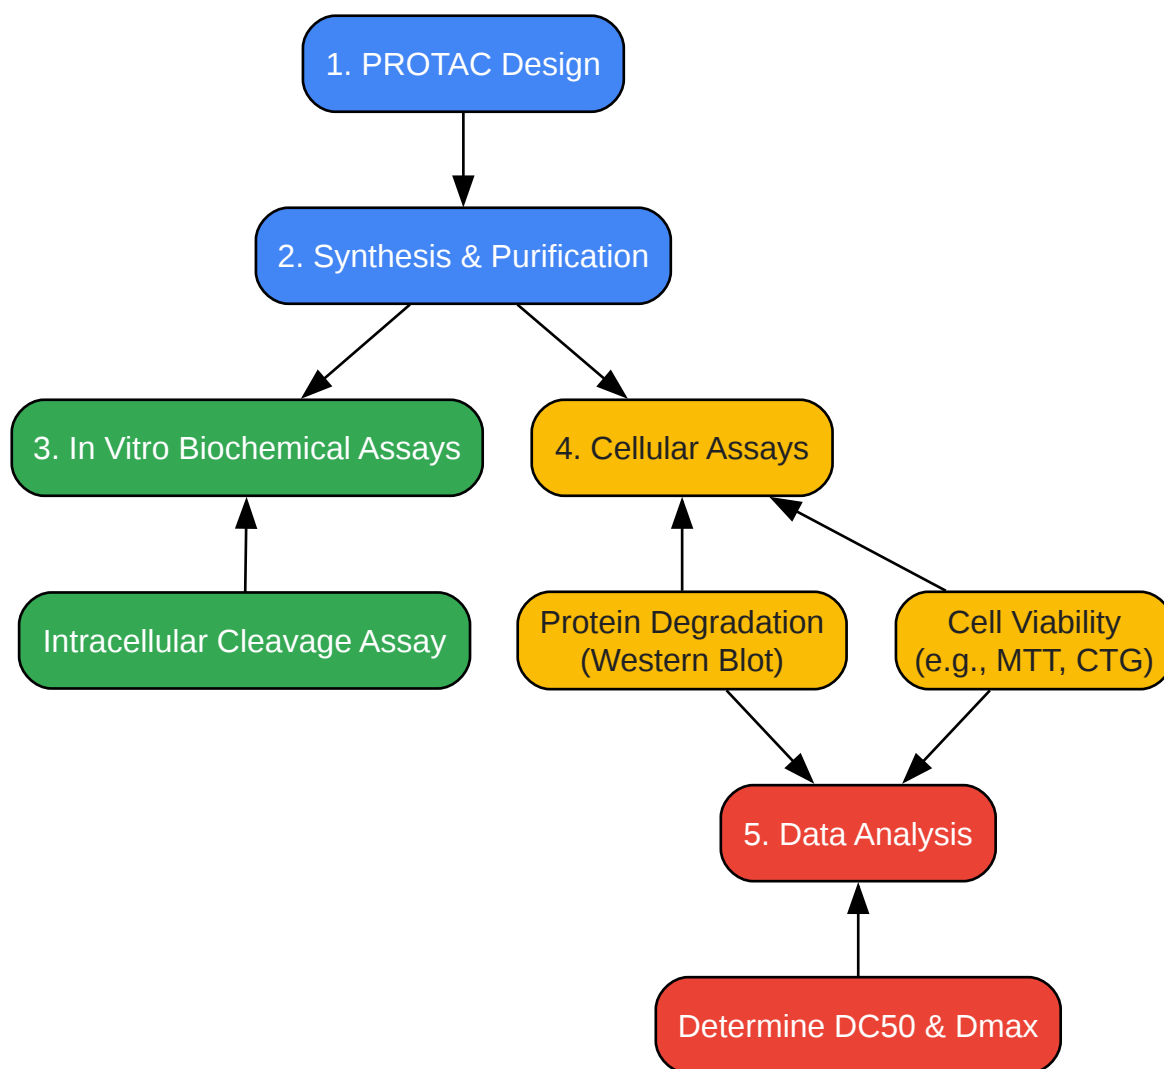 1. PROTAC Design
2. Synthesis & Purification
3. In Vitro Biochemical Assays
4. Cellular Assays
Intracellular Cleavage Assay
Protein Degradation
(Western Blot)
Cell Viability
(e.g., MTT, CTG)
5. Data Analysis
Determine DC50 & Dmax